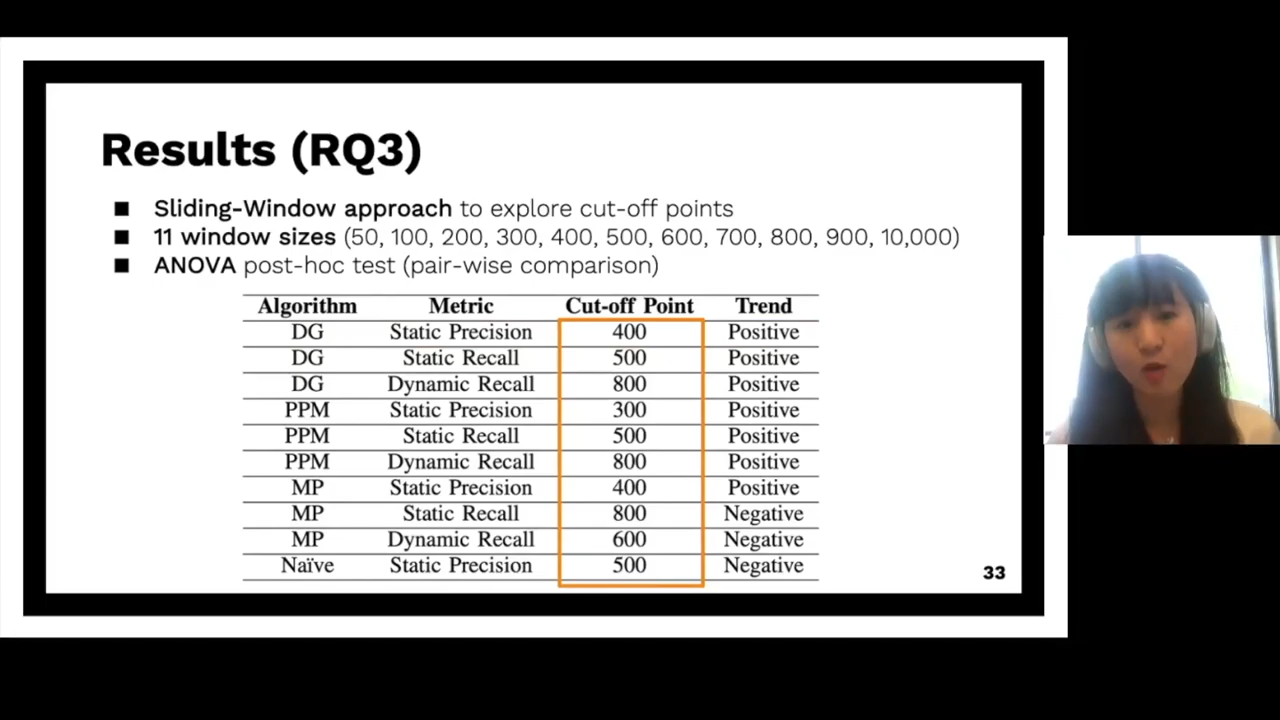 Results (RQ3)
■ Sliding-Window approach to explore cut-off points
■ 11 window sizes (50, 100, 200, 300, 400, 500, 600, 700, 800, 900, 10,000)
■ ANOVA post-hoc test (pair-wise comparison)
Algorithm Metric Cut-off Point Trend
DG Static Precision 400 Positive
DG Static Recall 500 Positive
DG Dynamic Recall 800 Positive
PPM Static Precision 300 Positive
PPM Static Recall 500 Positive
PPM Dynamic Recall 800 Positive
MP Static Precision 400 Positive
MP Static Recall 800 Negative
MP Dynamic Recall 600 Negative
Naïve Static Precision 500 Negative
33